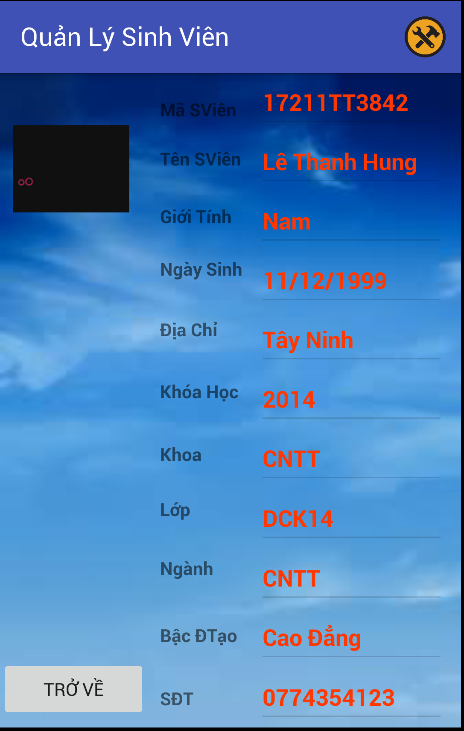 Quản Lý Sinh Viên
Mã SViên 17211TT3842
Tên SViên Lê Thanh Hung
Giới Tính Nam
Ngày Sinh 11/12/1999
Địa Chỉ Tây Ninh
Khóa Học 2014
Khoa CNTT
Lớp DCK14
Ngành CNTT
Bậc ĐTạo Cao Đẳng
SĐT 0774354123
TRỞ VỀ